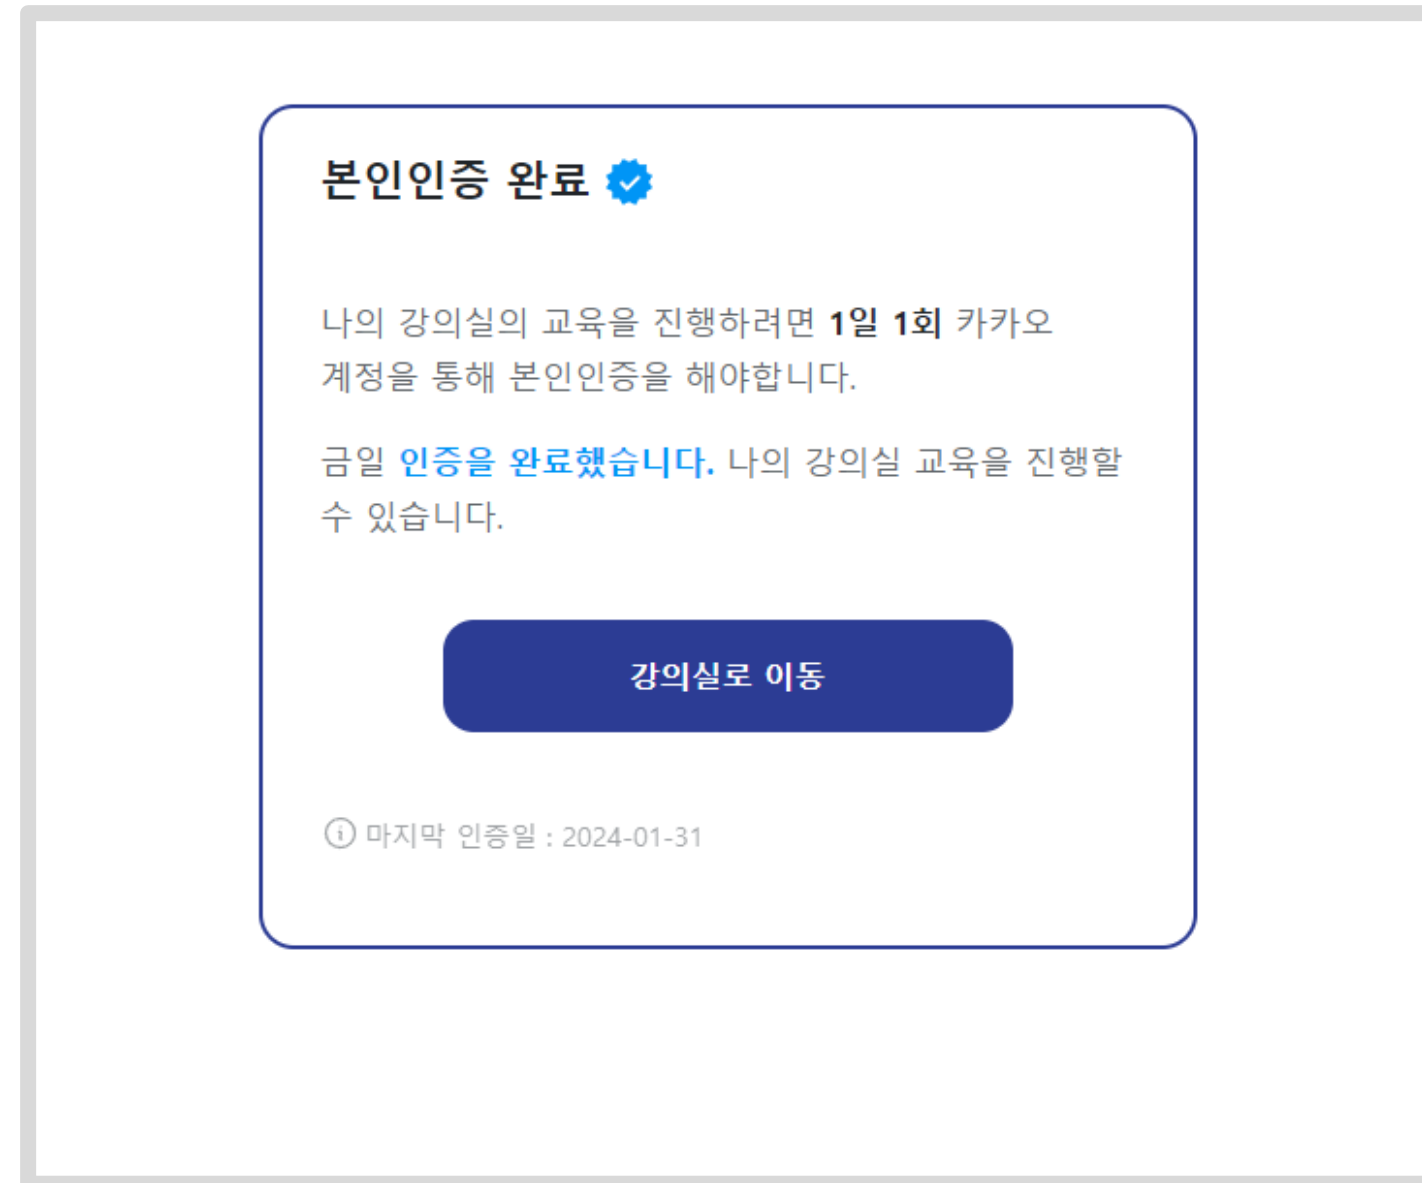 본인인증 완료
나의 강의실의 교육을 진행하려면 1일 1회 카카오
계정을 통해 본인인증을 해야합니다.
금일 인증을 완료했습니다. 나의 강의실 교육을 진행할
수 있습니다.
강의실로 이동
마지막 인증일 : 2024-01-31